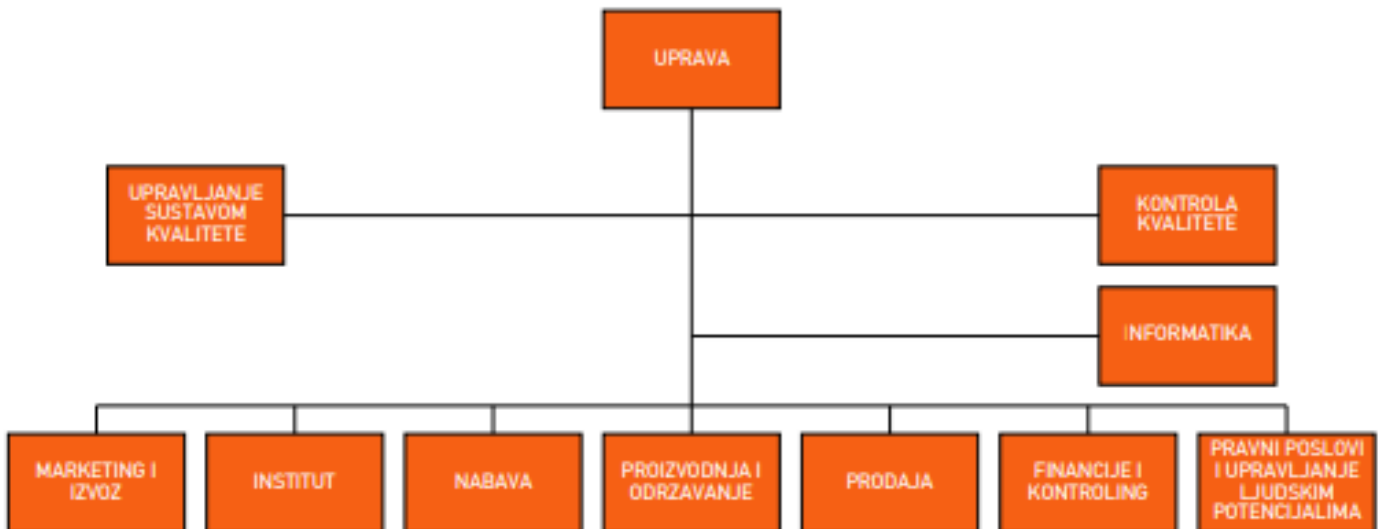 UPRAVA
UPRAVLJANJE
SUSTAVOM
KVALITETE
KONTROLA
KVALITETE
INFORMATIKA
MARKETING I
IZVOZ
INSTITUT
NABAVA
PROIZVODNJA I
ODRZAVANJE
PRODAJA
FINANCIJE I
KONTROLING
PRAVNI POSLOVI
I UPRAVLJANJE
LJUDSKIM
POTENCIJALIMA